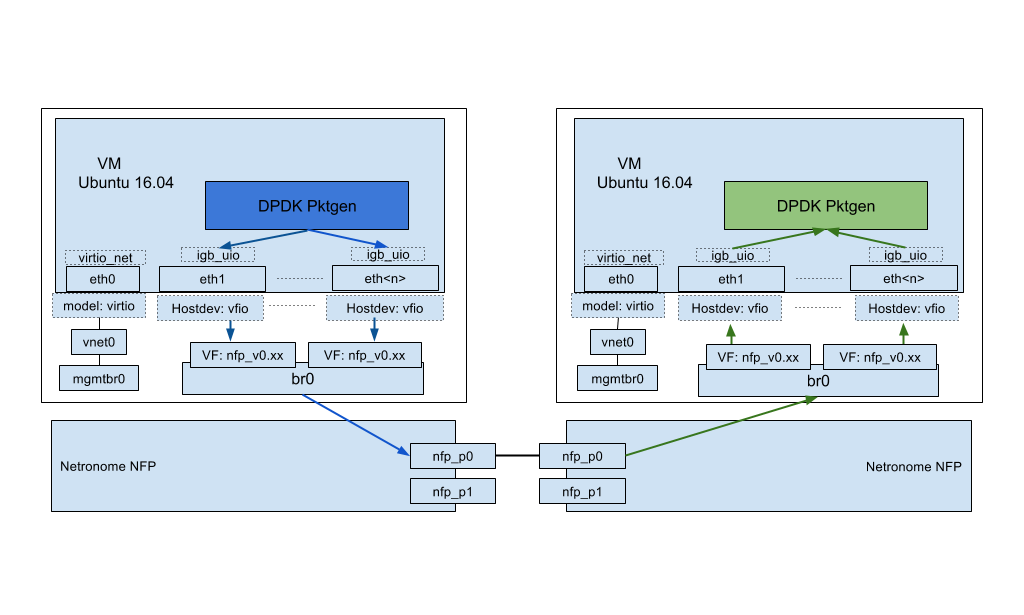 VM
Ubuntu 16.04
DPDK Pktgen
virtio_net
igb_uio
igb_uio
eth0
eth1
eth<n>
model: virtio
Hostdev: vfio
Hostdev: vfio
vnet0
VF: nfp_v0.xx
VF: nfp_v0.xx
mgmtbr0
br0
Netronome NFP
nfp_p0
nfp_p1
VM
Ubuntu 16.04
DPDK Pktgen
virtio_net
igb_uio
igb_uio
eth0
eth1
eth<n>
model: virtio
Hostdev: vfio
Hostdev: vfio
vnet0
VF: nfp_v0.xx
VF: nfp_v0.xx
mgmtbr0
br0
nfp_p0
nfp_p1
Netronome NFP